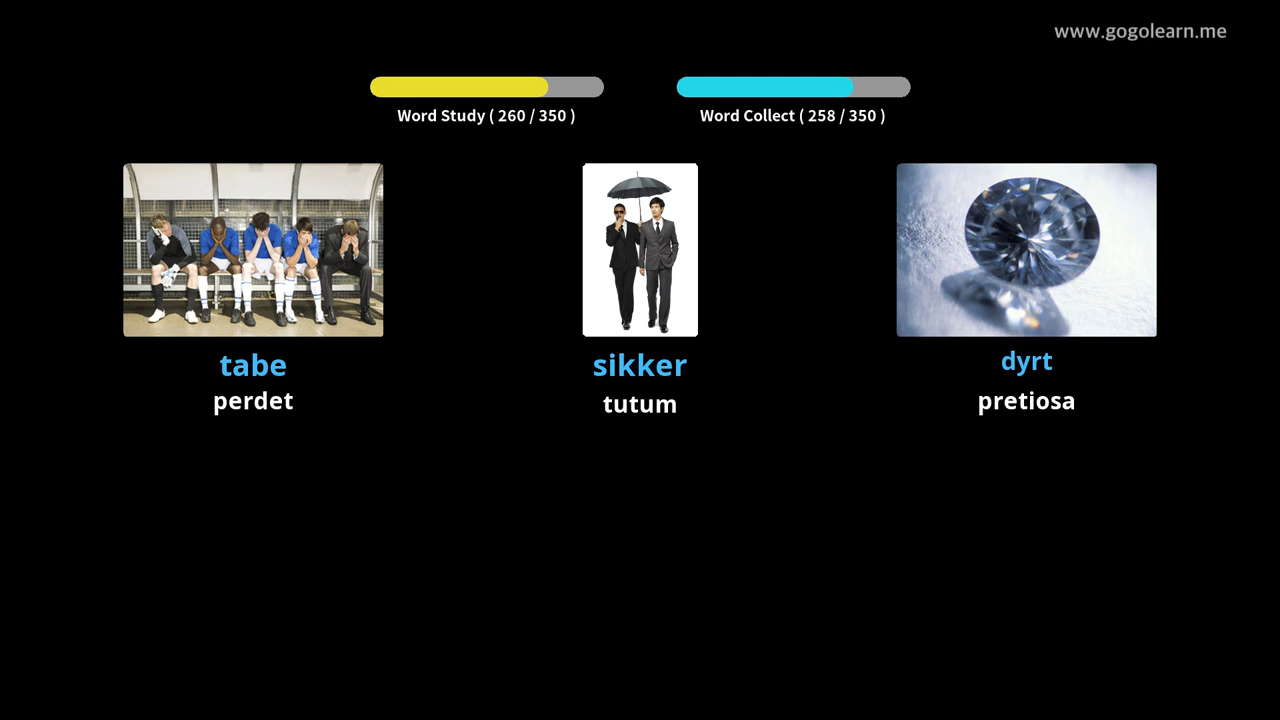 www.gogolearn.me
Word Study ( 260 / 350 )
Word Collect ( 258 / 350 )
tabe
perdet
sikker
tutum
dyrt
pretiosa